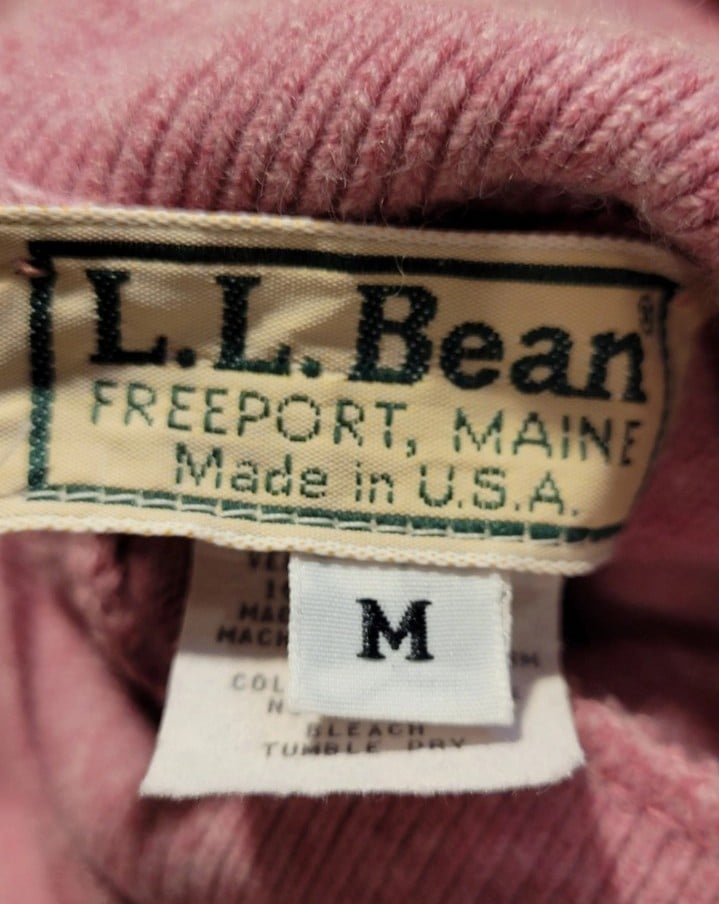 L.L.Bean®
FREEPORT, MAINE
Made in U.S.A.
M
BLEACH
TUMBLE DRY